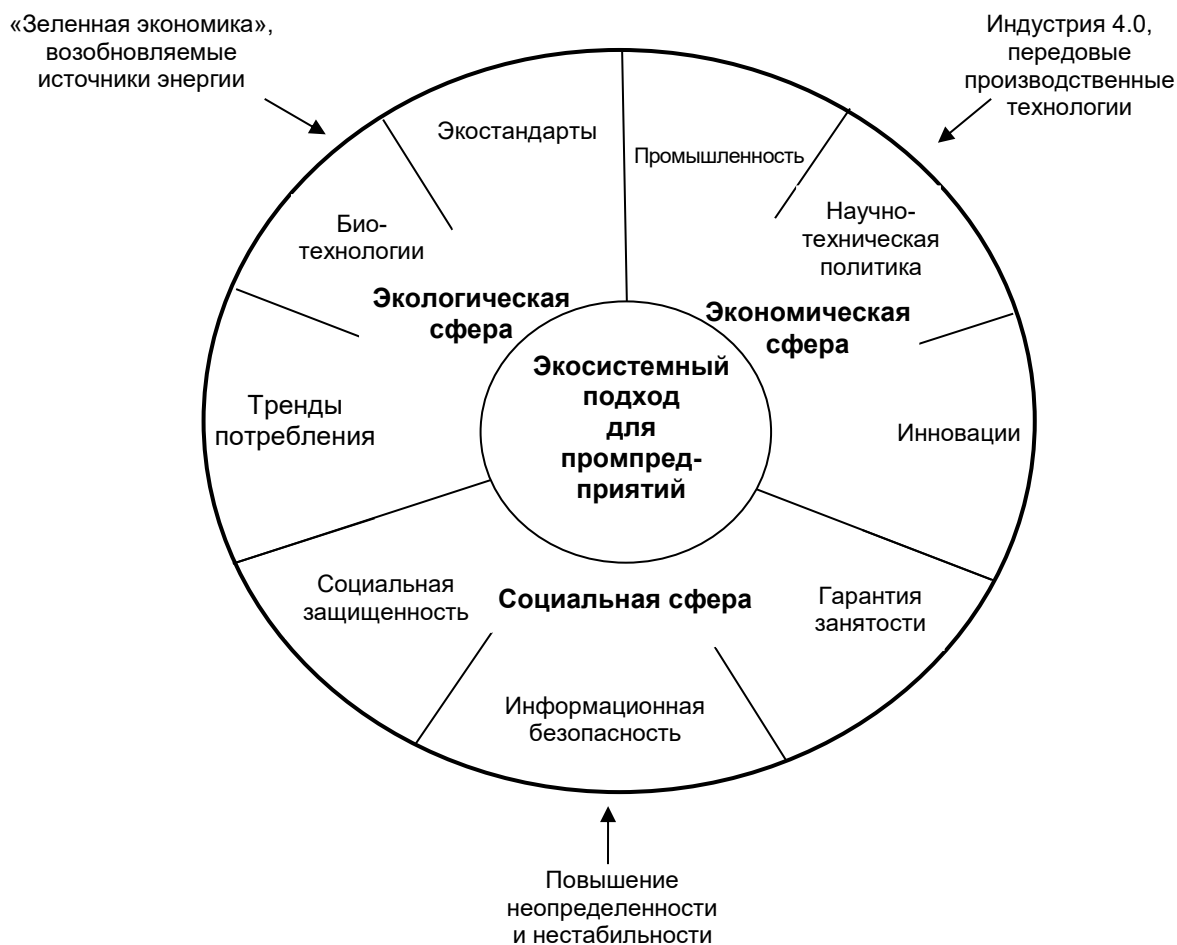 «Зеленная экономика»,
возобновляемые
источники энергии
Индустрия 4.0,
передовые
производственные
технологии
Экостандарты
Промышленность
Био-
технологии
Научно-
техническая
политика
Экологическая
сфера
Экономическая
сфера
Экосистемный
подход
для
промпред-
приятий
Тренды
потребления
Инновации
Социальная
защищенность
Социальная сфера
Гарантия
занятости
Информационная
безопасность
Повышение
неопределенности
и нестабильности